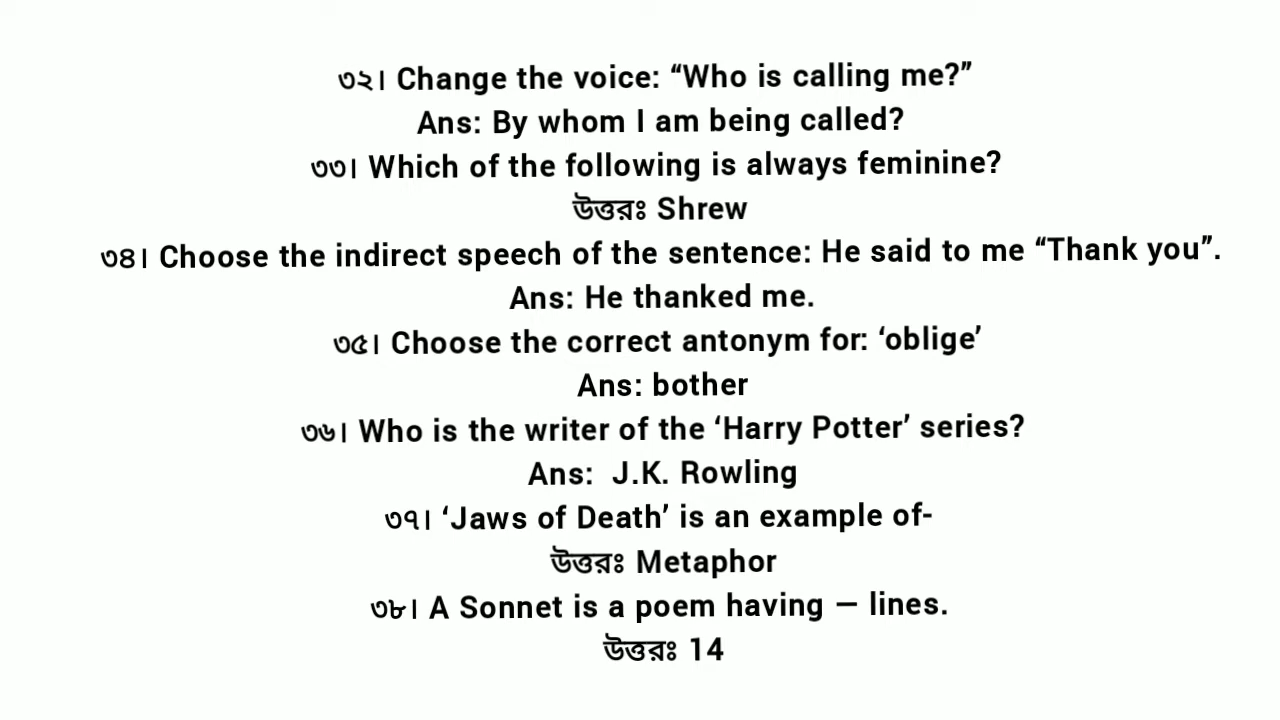 ৩২। Change the voice: “Who is calling me?”
Ans: By whom I am being called?
৩৩। Which of the following is always feminine?
উত্তরঃ Shrew
৩৪। Choose the indirect speech of the sentence: He said to me “Thank you”.
Ans: He thanked me.
৩৫। Choose the correct antonym for: ‘oblige’
Ans: bother
৩৬। Who is the writer of the ‘Harry Potter’ series?
Ans: J.K. Rowling
৩৭। ‘Jaws of Death’ is an example of-
উত্তরঃ Metaphor
৩৮। A Sonnet is a poem having — lines.
উত্তরঃ 14